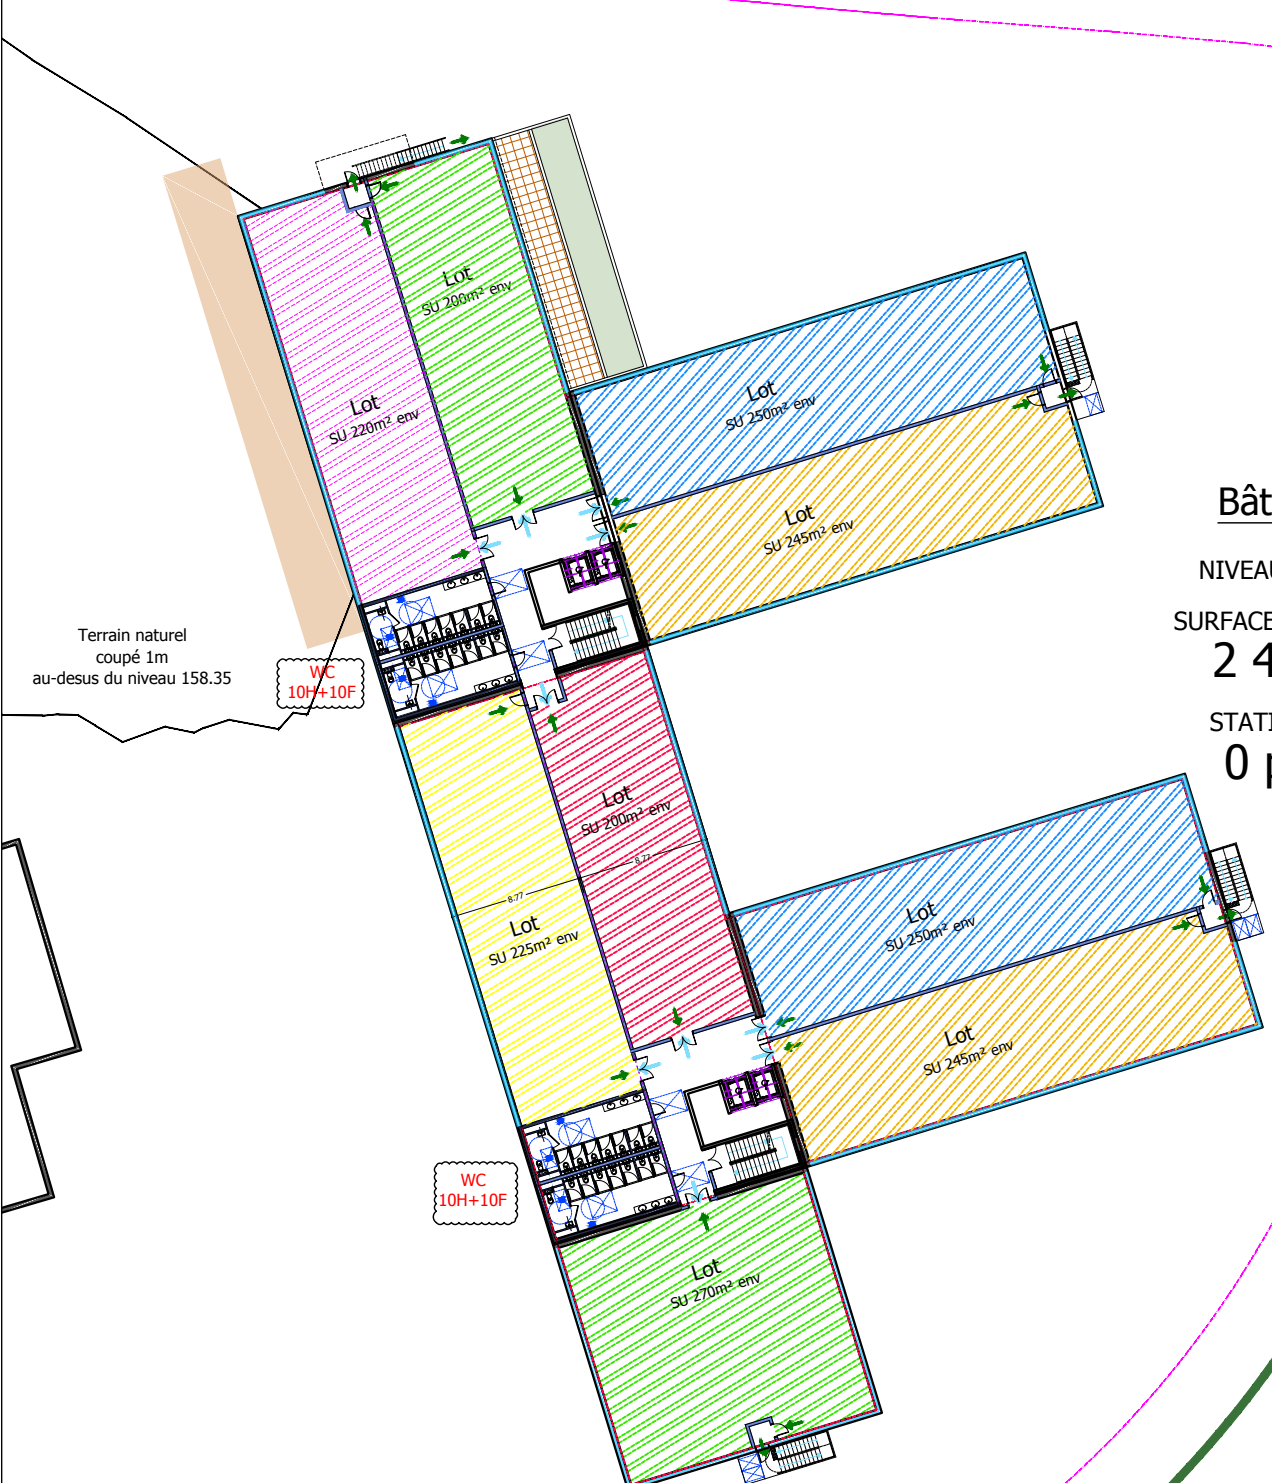 Lot
SU 200m² env
Lot
SU 220m² env
Lot
SU 250m² env
Lot
SU 245m² env
Bât
NIVEAU
SURFACE
2 4
STATI
0 p
Terrain naturel
coupé 1m
au-desus du niveau 158.35
WC
10H+10F
Lot
SU 200m² env
8.77
8.77
Lot
SU 225m² env
Lot
SU 250m² env
Lot
SU 245m² env
WC
10H+10F
Lot
SU 270m² env